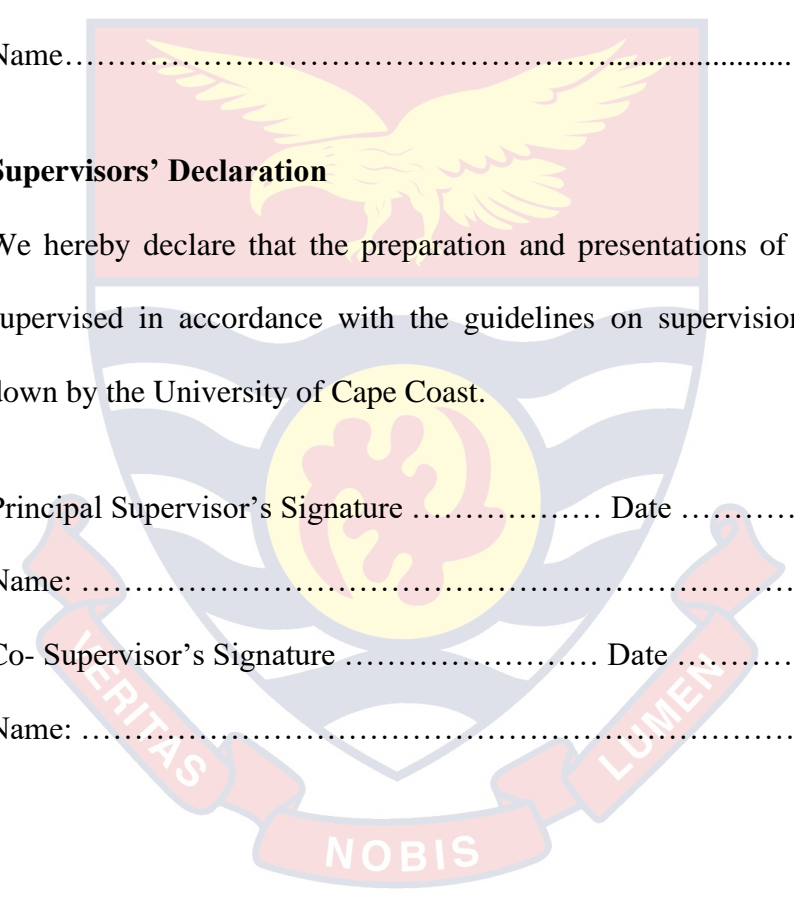 Name…………………………………………………...........................
Supervisors’ Declaration
We hereby declare that the preparation and presentations of
supervised in accordance with the guidelines on supervision
down by the University of Cape Coast.
Principal Supervisor’s Signature ……………… Date …………
Name: …………………………………………………………………
Co- Supervisor’s Signature …………………… Date …………
Name: …………………………………………………………………
VERITAS
NOBIS
LUMEN